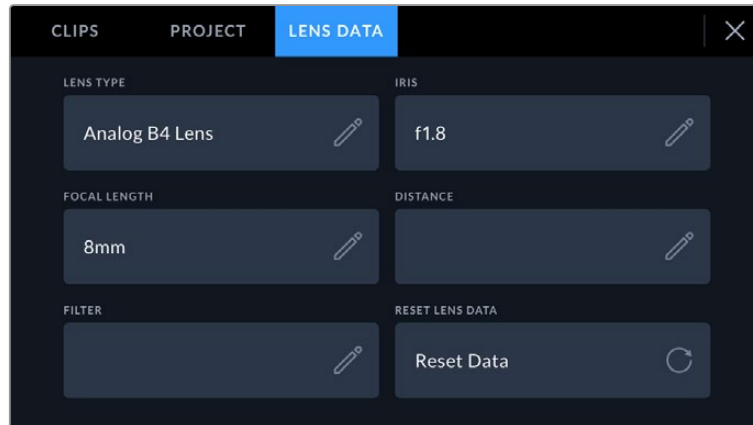 CLIPS PROJECT LENS DATA
LENS TYPE IRIS
Analog B4 Lens f1.8
FOCAL LENGTH DISTANCE
8mm
FILTER RESET LENS DATA
Reset Data